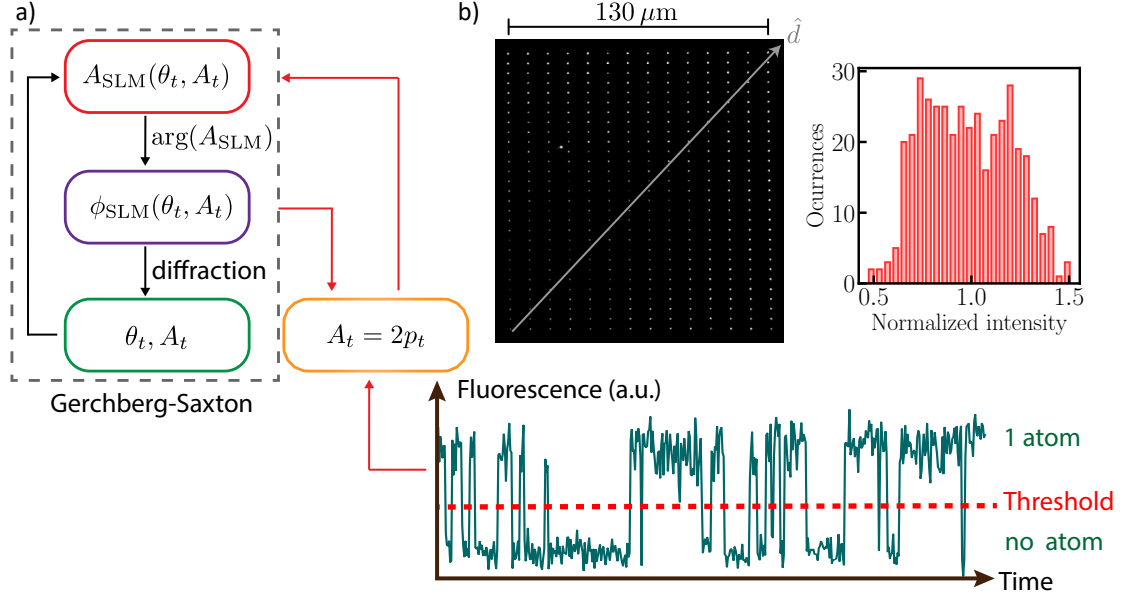 a)
A_SLM(θ_t, A_t)
arg(A_SLM)
ϕ_SLM(θ_t, A_t)
diffraction
θ_t, A_t
Gerchberg-Saxton
A_t = 2p_t
b)
130 μm
d̂
Ocurrences
30
20
10
0
0.5 1.0 1.5
Normalized intensity
Fluorescence (a.u.)
1 atom
Threshold
no atom
Time